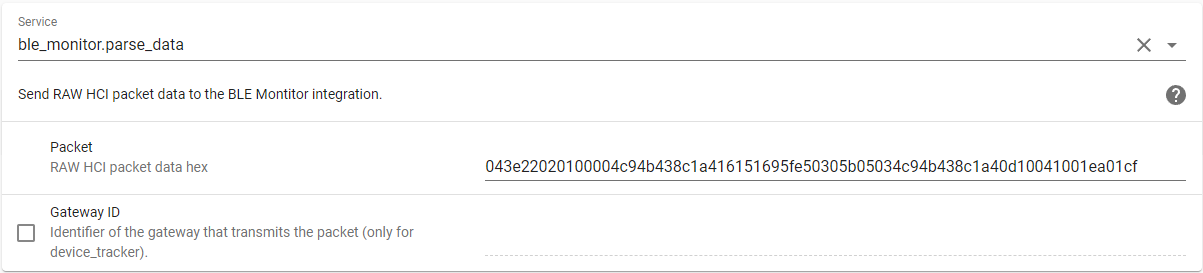 Service
ble_monitor.parse_data
Send RAW HCI packet data to the BLE Montitor integration.
Packet
RAW HCI packet data hex
043e22020100004c94b438c1a416151695fe50305b05034c94b438c1a40d10041001ea01cf
Gateway ID
Identifier of the gateway that transmits the packet (only for
device_tracker).